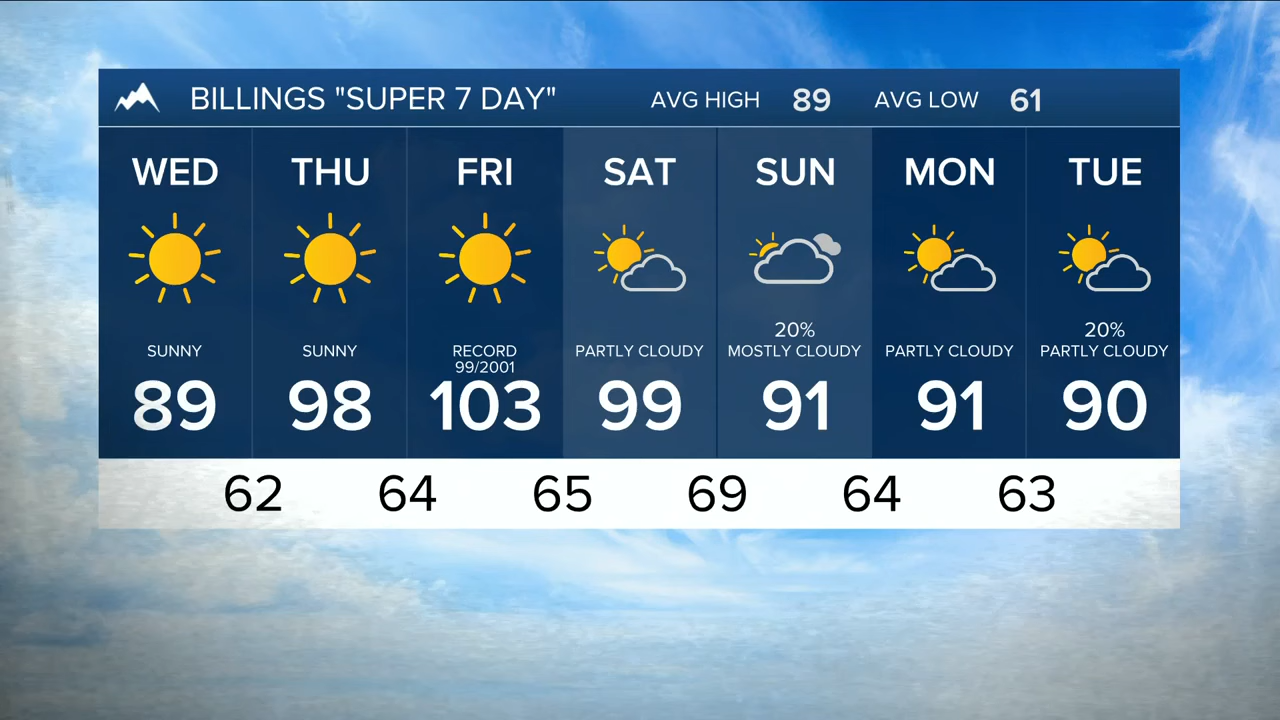 BILLINGS "SUPER 7 DAY" AVG HIGH 89 AVG LOW 61
WED THU FRI SAT SUN MON TUE
20% 20%
SUNNY SUNNY RECORD PARTLY CLOUDY MOSTLY CLOUDY PARTLY CLOUDY PARTLY CLOUDY
99/2001
89 98 103 99 91 91 90
62 64 65 69 64 63